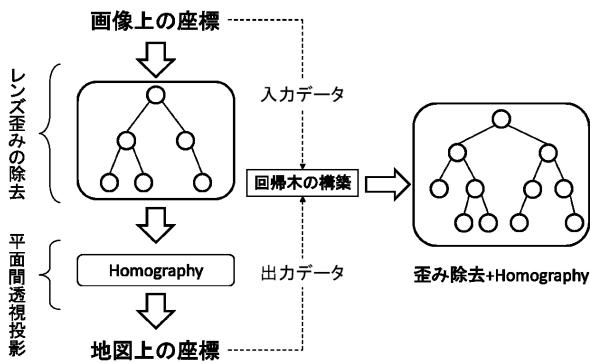 画像上の座標
レンズ歪みの除去
入力データ
回帰木の構築
平面間透視投影
Homography
出力データ
歪み除去+Homography
地図上の座標